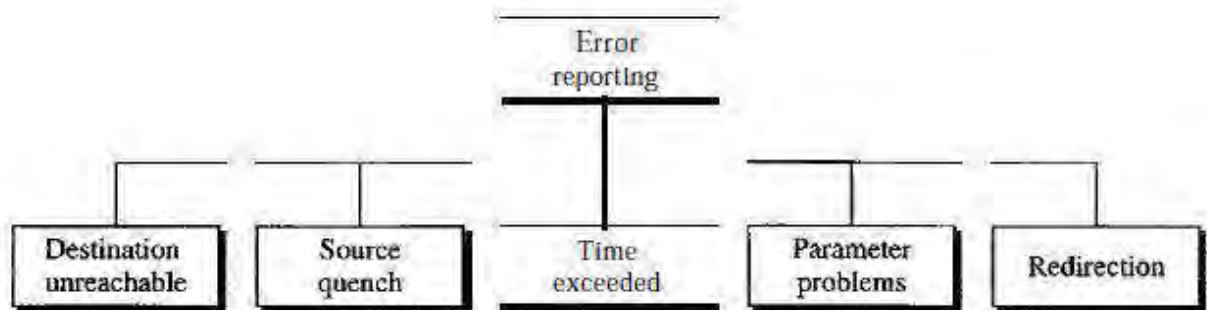 Error
reporting
Destination
unreachable
Source
quench
Time
exceeded
Parameter
problems
Redirection